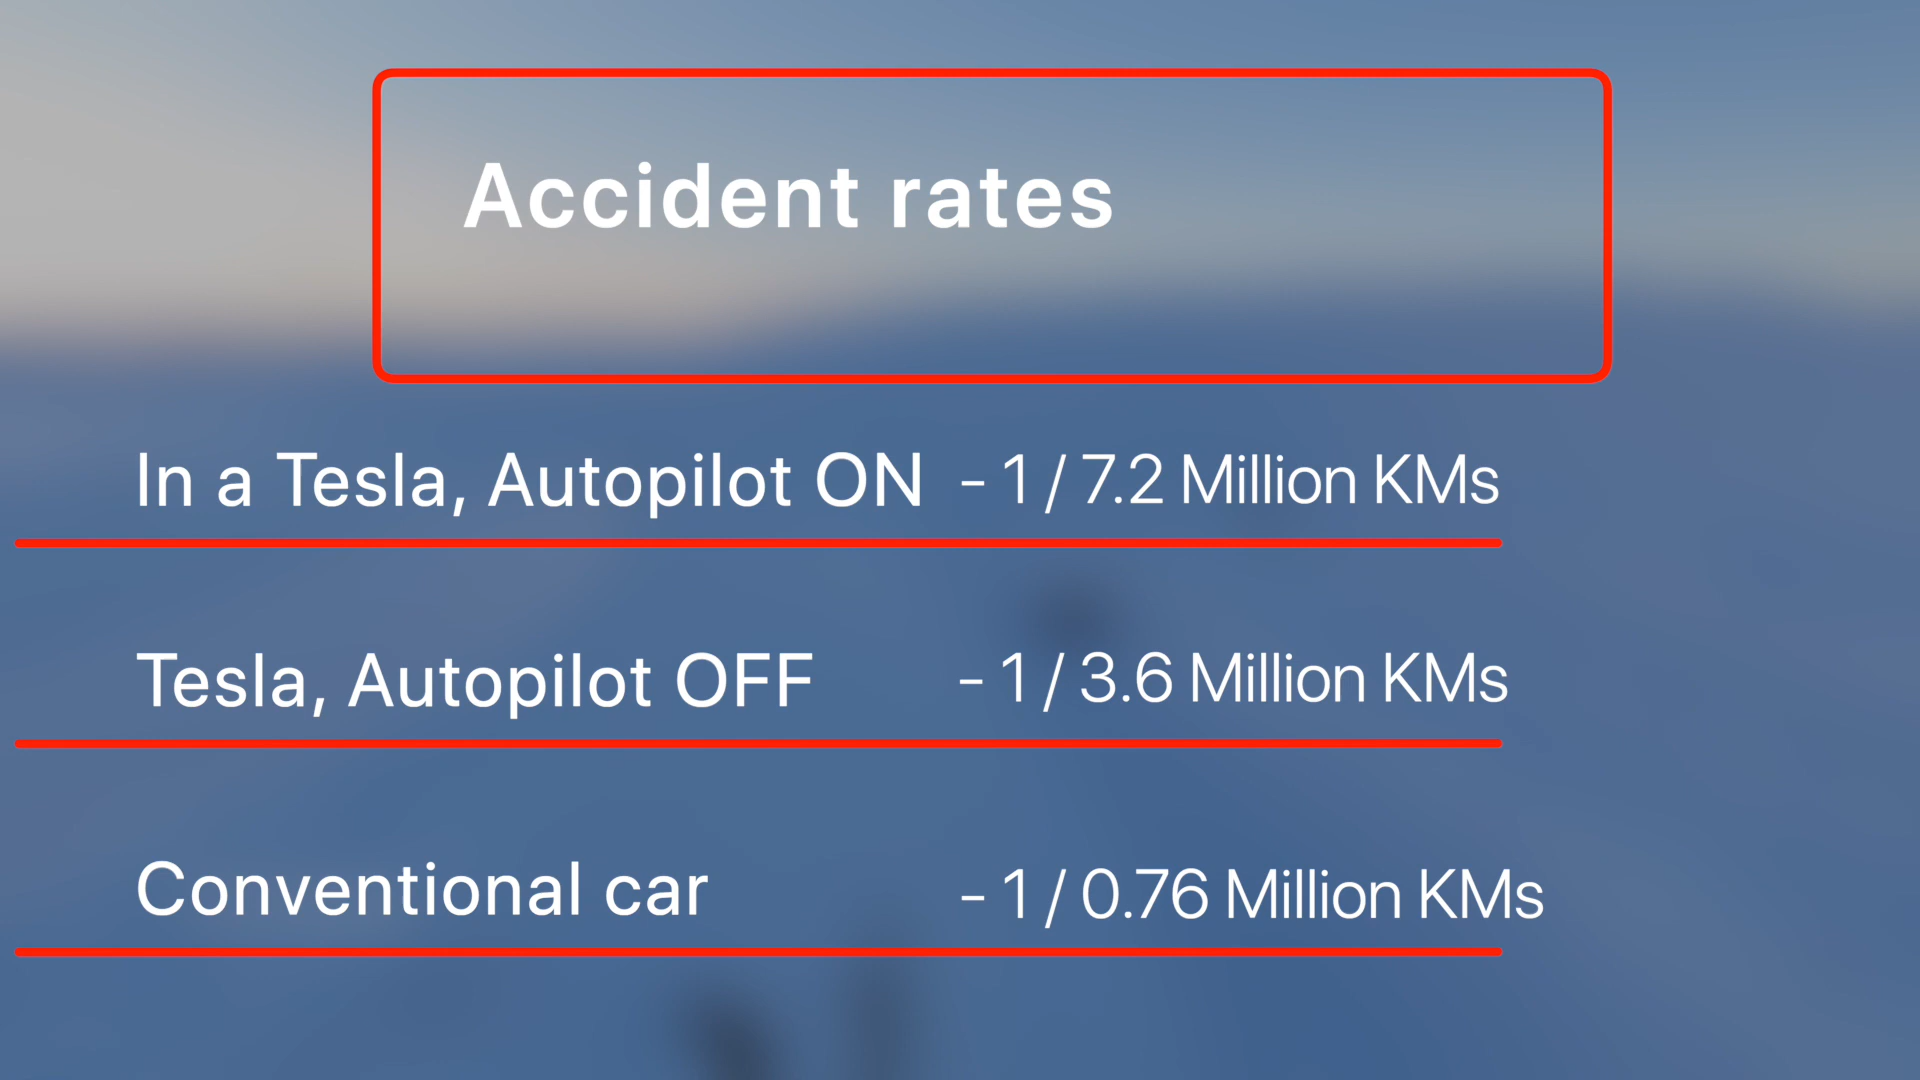 Accident rates
In a Tesla, Autopilot ON - 1 / 7.2 Million KMs
Tesla, Autopilot OFF - 1 / 3.6 Million KMs
Conventional car - 1 / 0.76 Million KMs